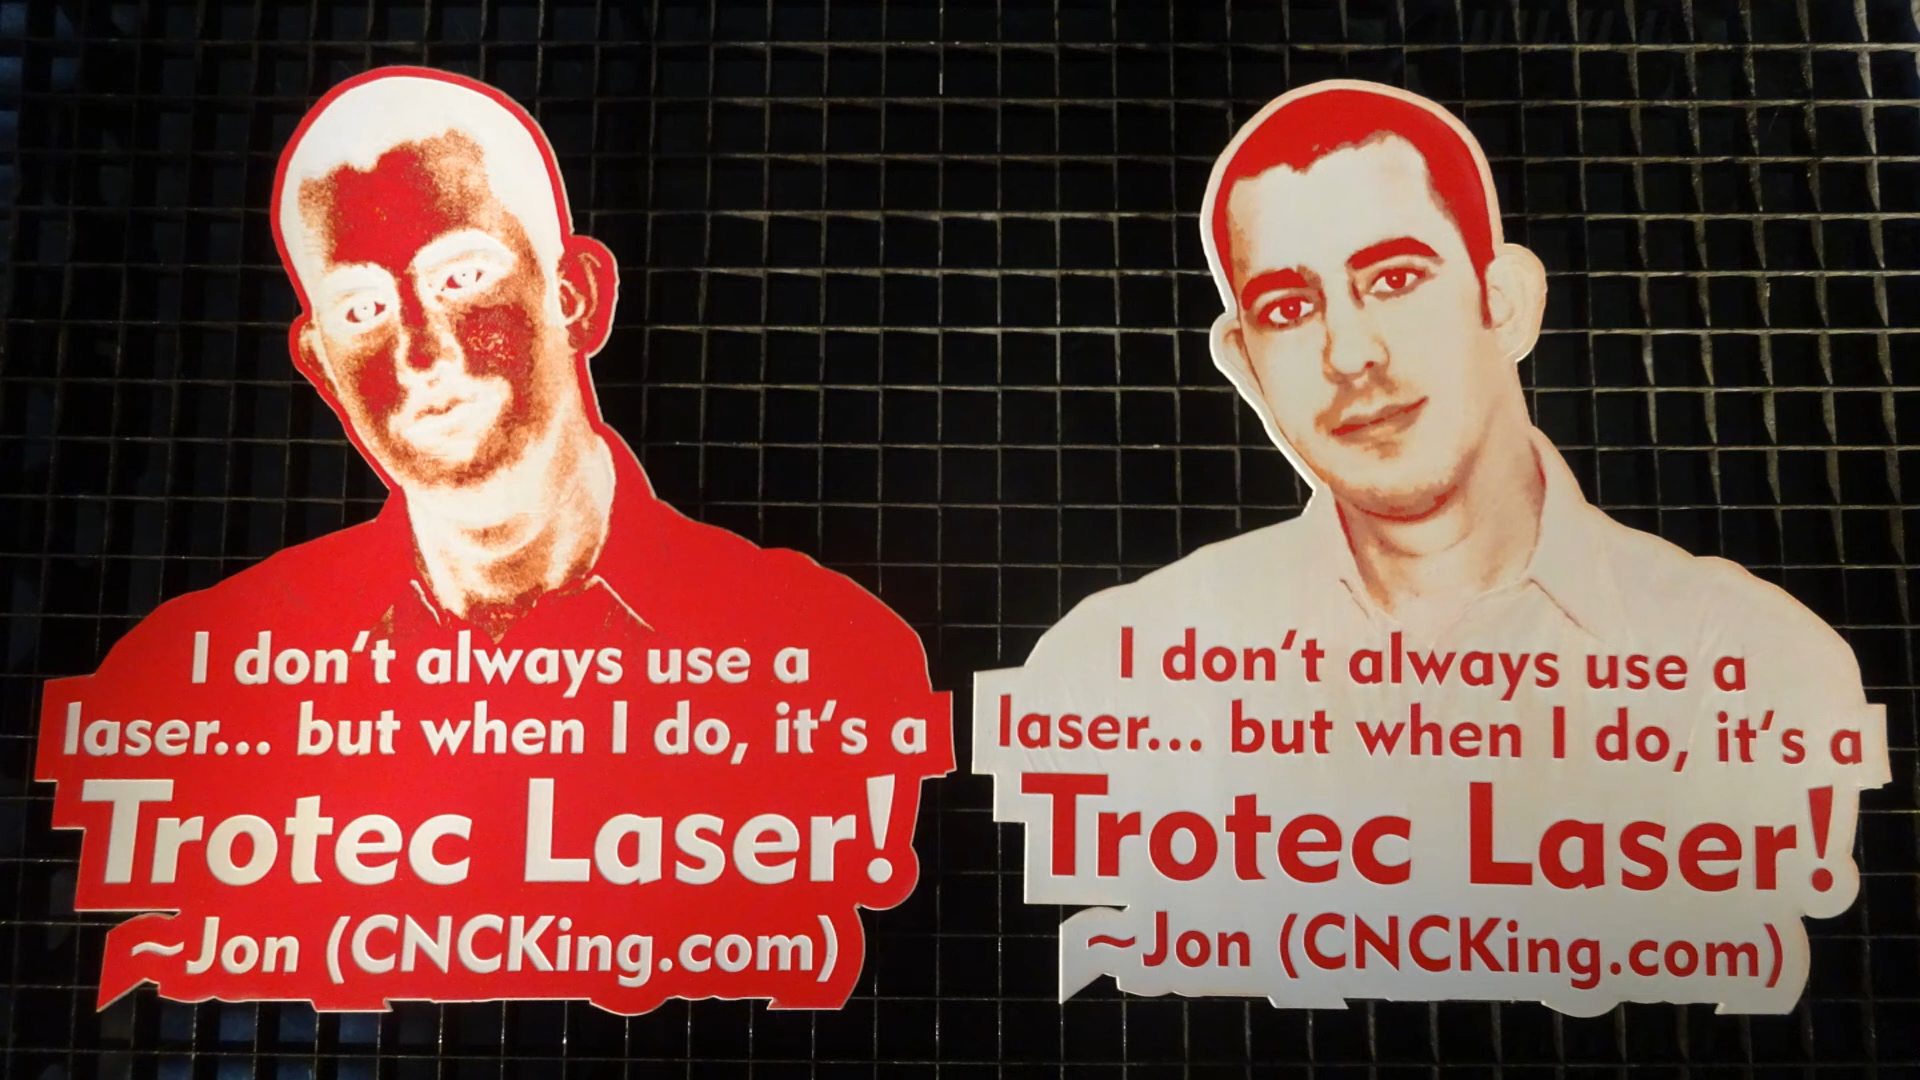 I don't always use a
laser... but when I do, it's a
Trotec Laser!
~Jon (CNCKing.com)
I don't always use a
laser... but when I do, it's a
Trotec Laser!
~Jon (CNCKing.com)